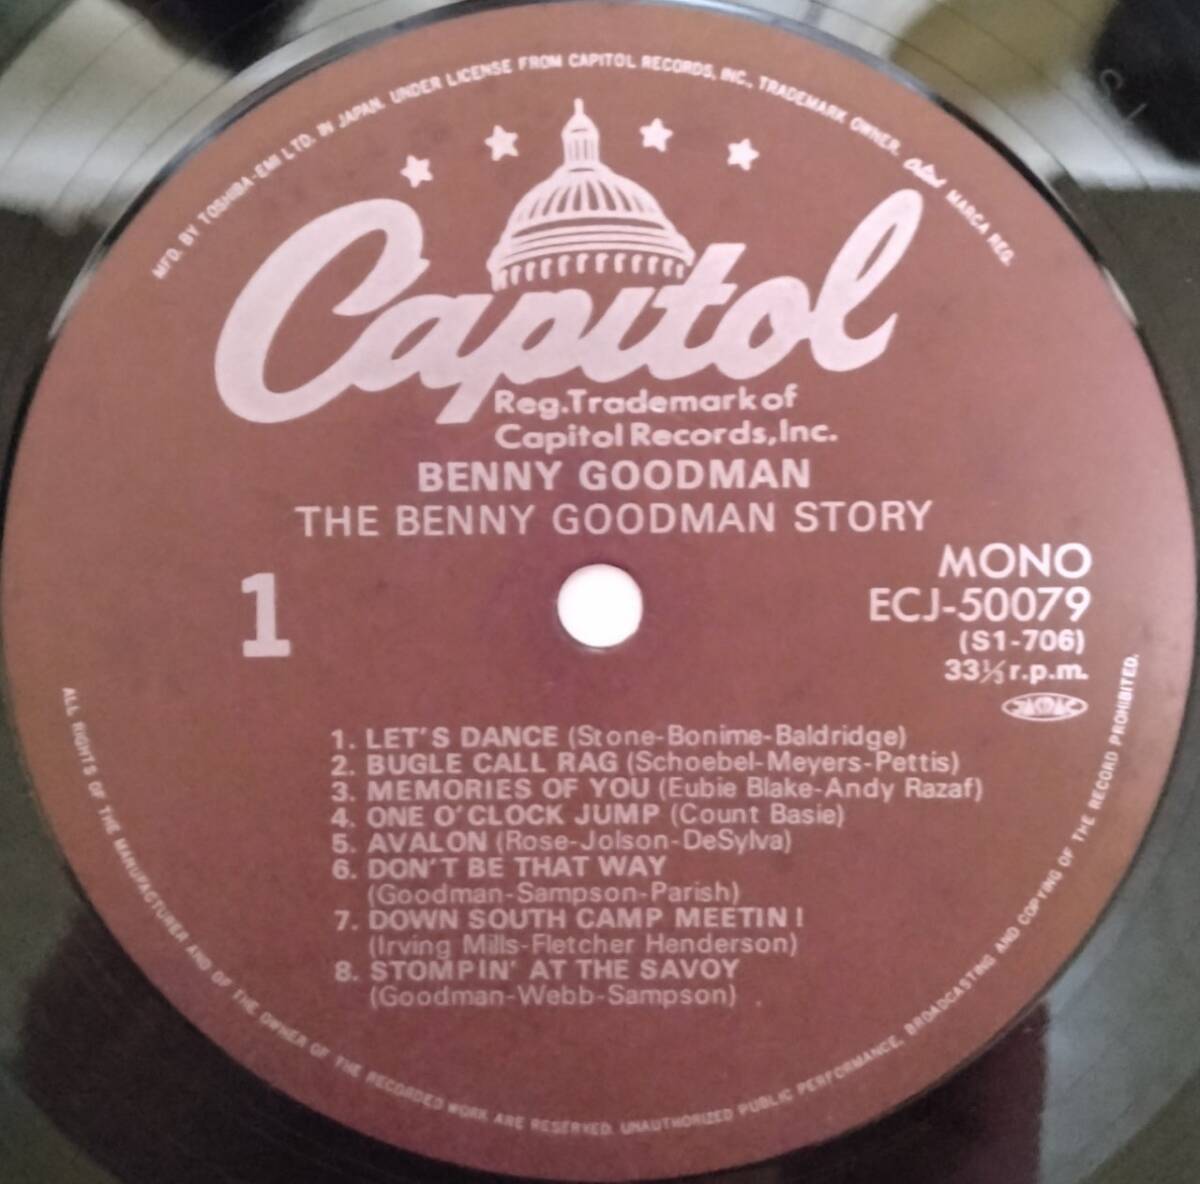 MFD. BY TOSHIBA-EMI LTD. IN JAPAN. UNDER LICENSE FROM CAPITOL RECORDS, INC., TRADEMARK OWNER. MARCA REG.
Capitol
Reg.Trademark of
Capitol Records,Inc.
BENNY GOODMAN
THE BENNY GOODMAN STORY
1
MONO
ECJ-50079
(S1-706)
33⅓ r.p.m.
1. LET'S DANCE (Stone-Bonime-Baldridge)
2. BUGLE CALL RAG (Schoebel-Meyers-Pettis)
3. MEMORIES OF YOU (Eubie Blake-Andy Razaf)
4. ONE O'CLOCK JUMP (Count Basie)
5. AVALON (Rose-Jolson-DeSylva)
6. DON'T BE THAT WAY
(Goodman-Sampson-Parish)
7. DOWN SOUTH CAMP MEETIN!
(Irving Mills-Fletcher Henderson)
8. STOMPIN' AT THE SAVOY
(Goodman-Webb-Sampson)
ALL RIGHTS OF THE MANUFACTURER AND OF THE OWNER OF THE RECORDED WORK ARE RESERVED. UNAUTHORIZED PUBLIC PERFORMANCE, BROADCASTING AND COPYING OF THE RECORD PROHIBITED.